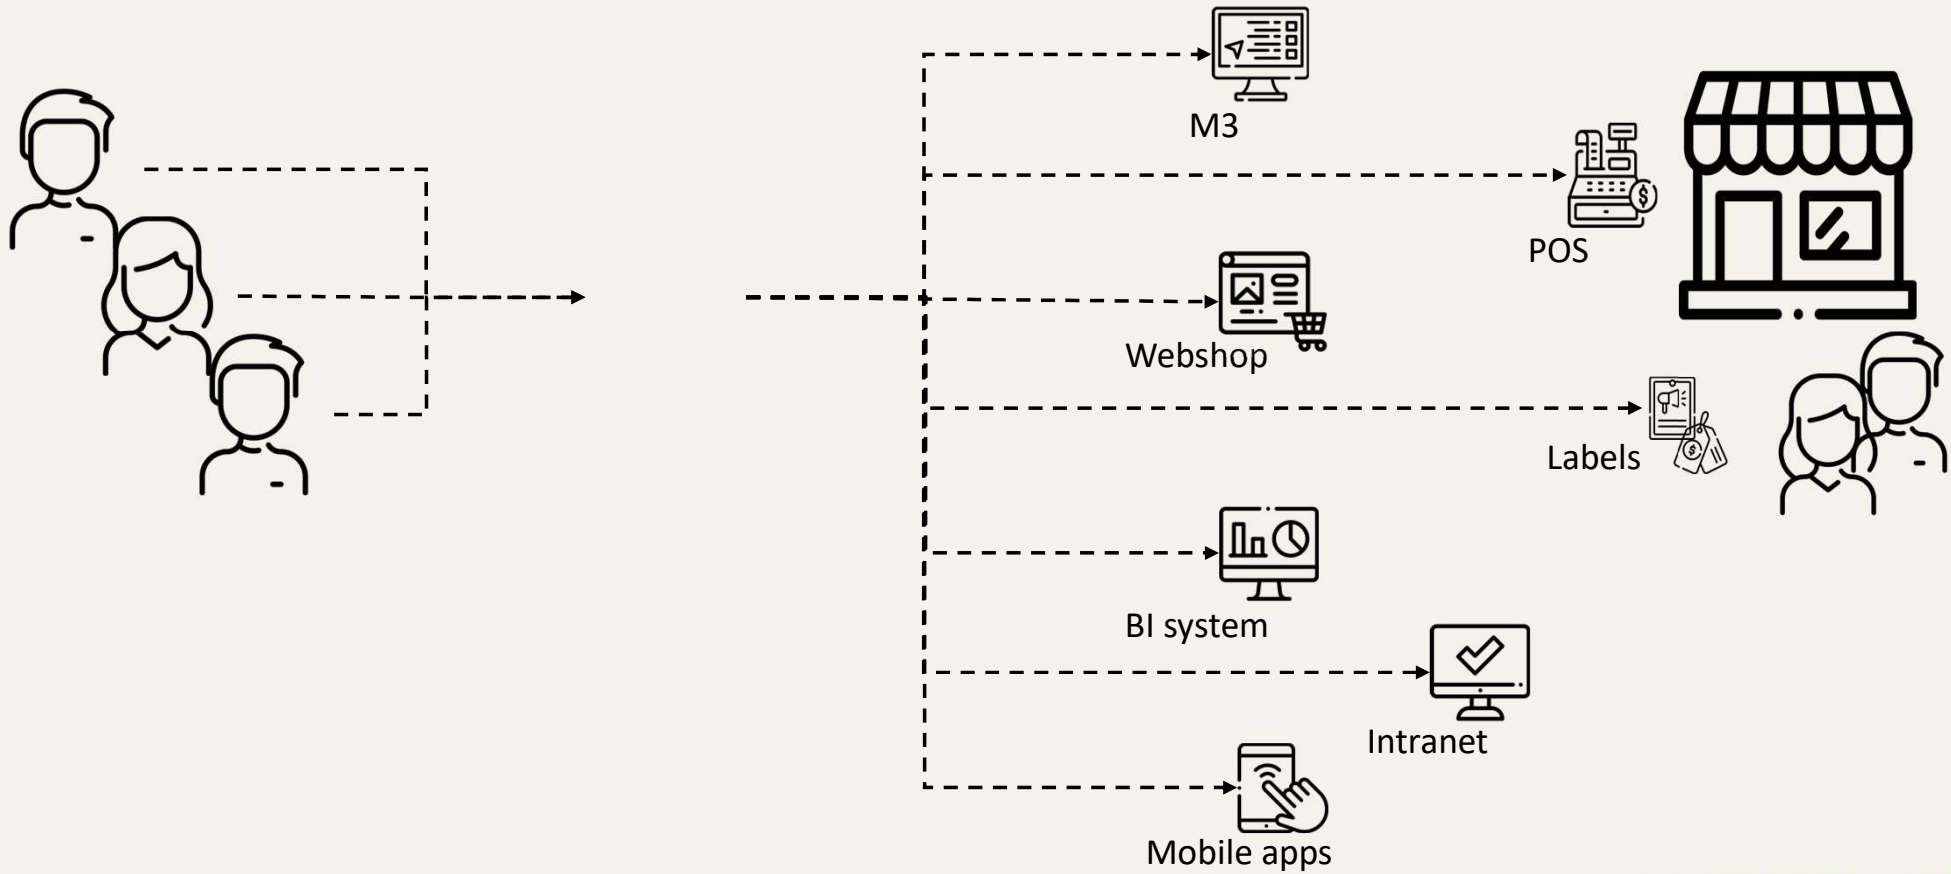 M3
POS
Webshop
Labels
BI system
Intranet
Mobile apps